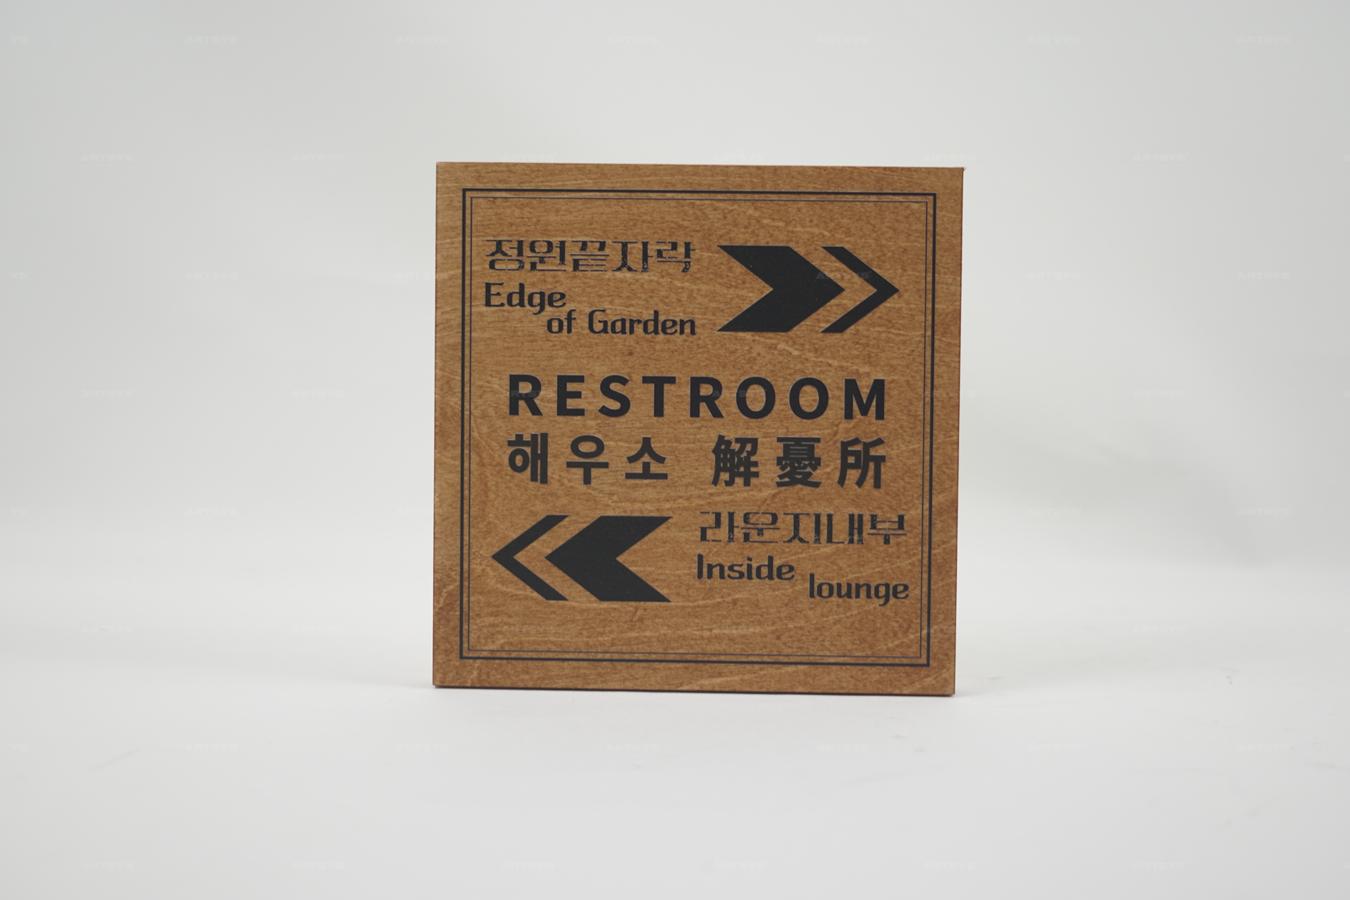 정원끝자락
Edge
of Garden
RESTROOM
해우소 解憂所
라운지내부
Inside
lounge